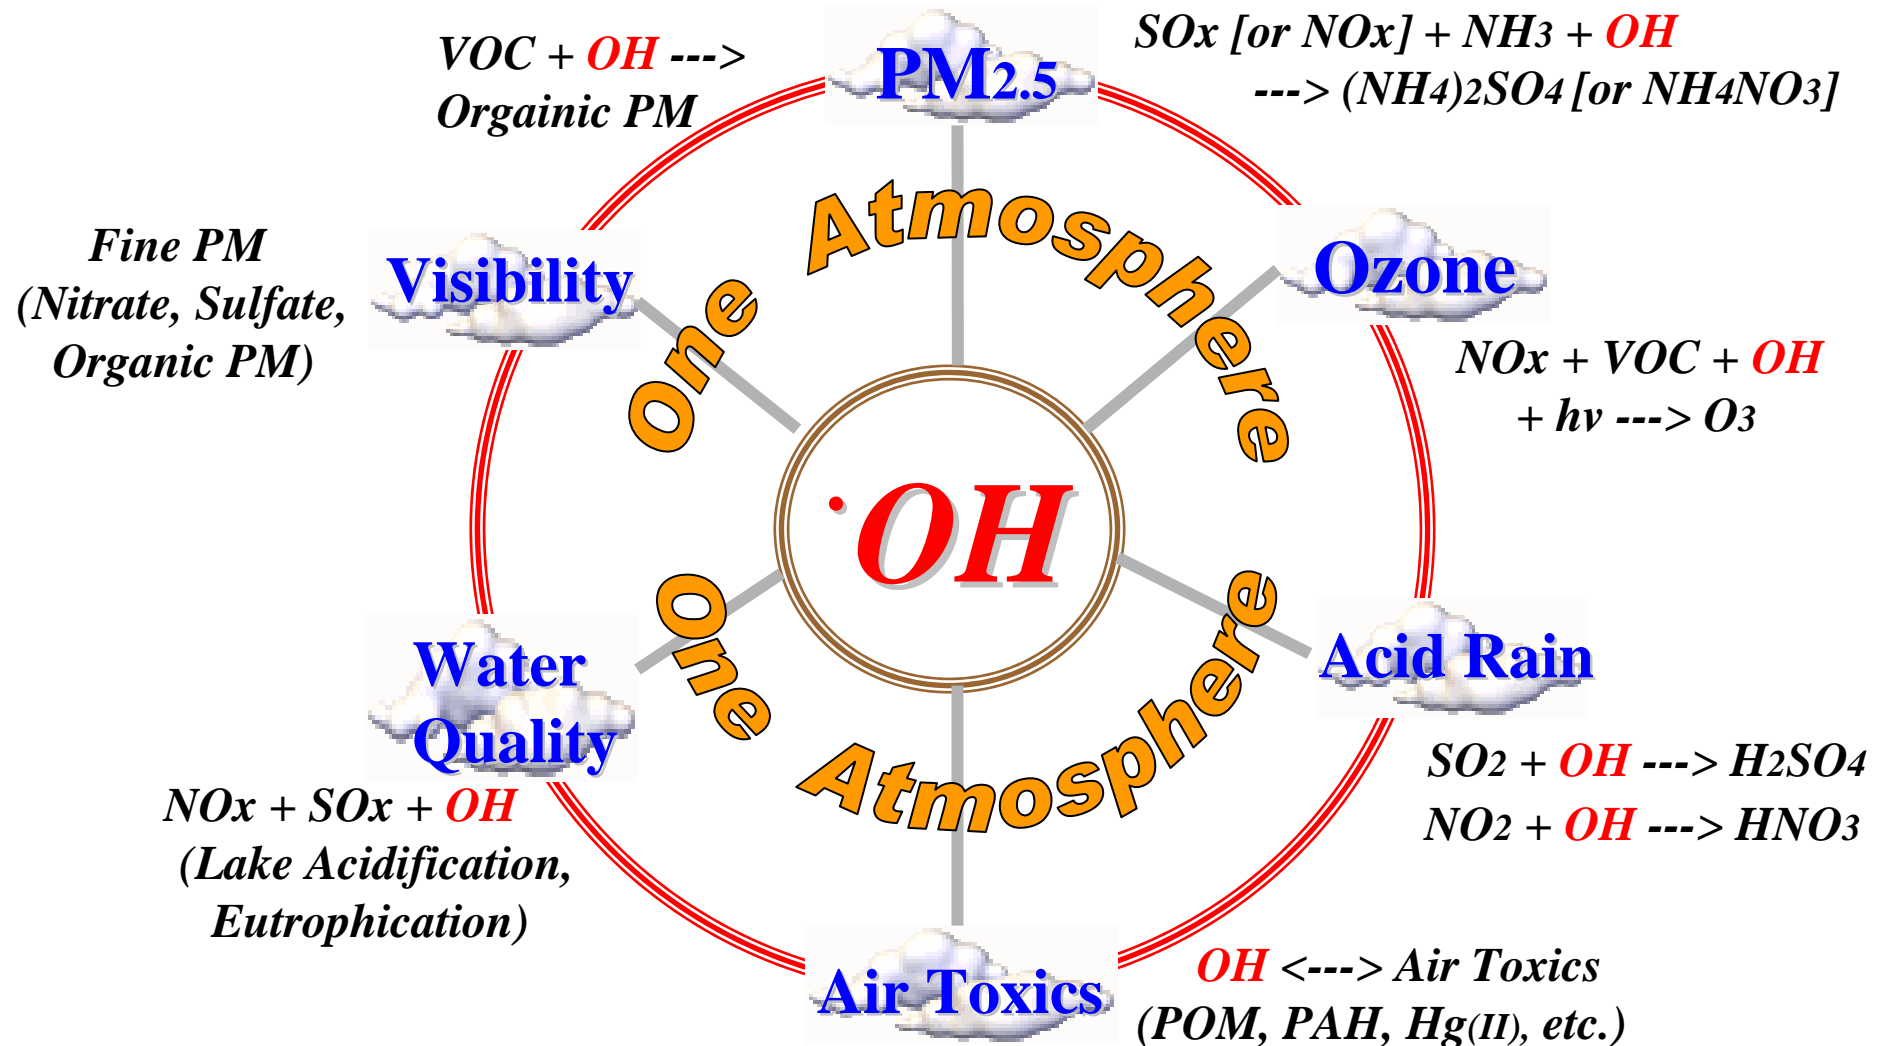 VOC + OH --->
Orgainic PM
PM2.5
SOx [or NOx] + NH3 + OH
---> (NH4)2SO4 [or NH4NO3]
Fine PM
(Nitrate, Sulfate,
Organic PM)
Visibility
One Atmosphere
Ozone
NOx + VOC + OH
+ hv ---> O3
·OH
Water
Quality
NOx + SOx + OH
(Lake Acidification,
Eutrophication)
One Atmosphere
Acid Rain
SO2 + OH ---> H2SO4
NO2 + OH ---> HNO3
Air Toxics
OH <---> Air Toxics
(POM, PAH, Hg(II), etc.)